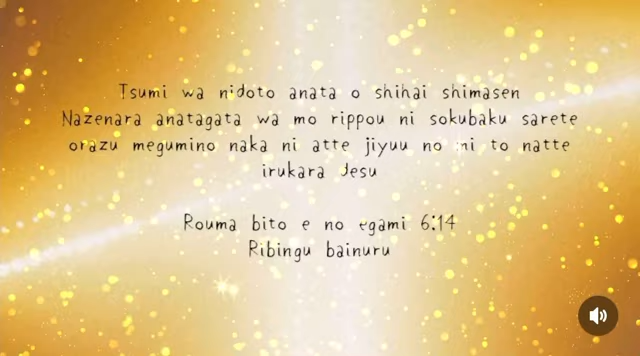 Tsumi wa nidoto anata o shihai shimasen
Nazenara anatagata wa mo rippou ni sokubaku sarete
orazu megumino naka ni atte jiyuu no mi to natte
irukara Jesu
Rouma bito e no egami 6:14
Ribingu bainuru